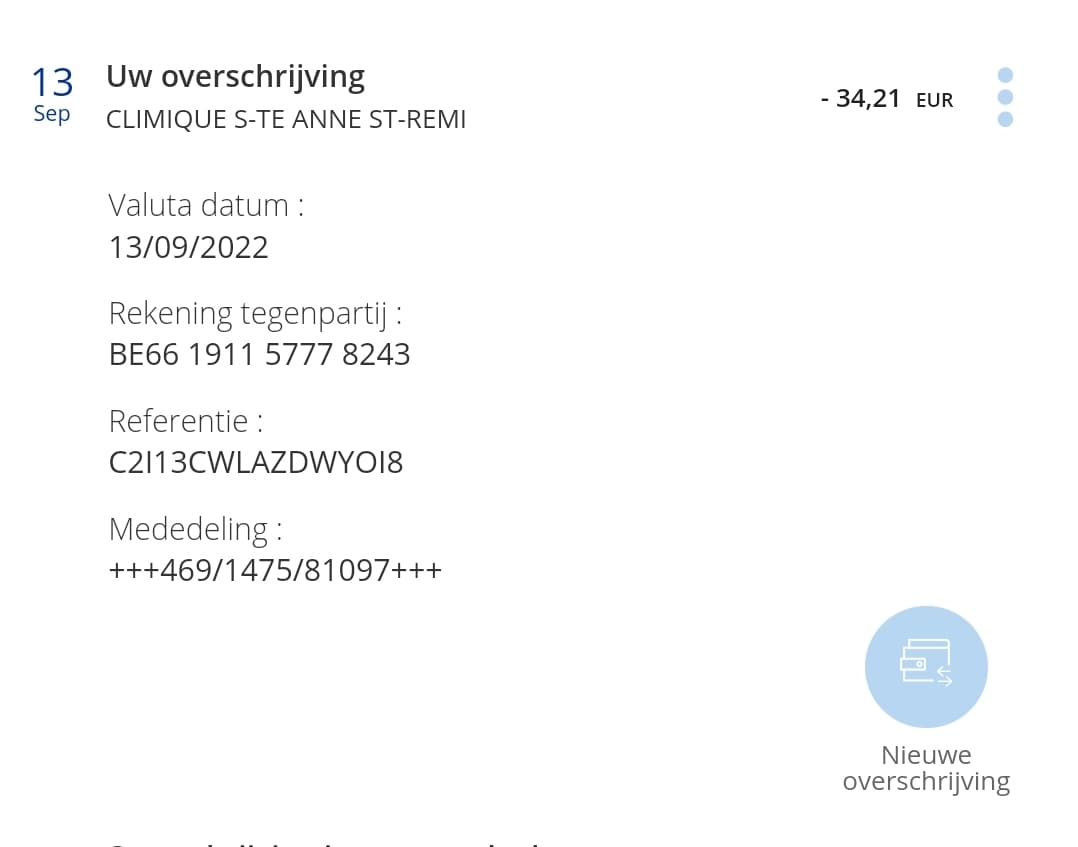 13
Sep
Uw overschrijving
CLIMIQUE S-TE ANNE ST-REMI
- 34,21 EUR
Valuta datum :
13/09/2022
Rekening tegenpartij :
BE66 1911 5777 8243
Referentie :
C2I13CWLAZDWYOI8
Mededeling :
+++469/1475/81097+++
Nieuwe
overschrijving